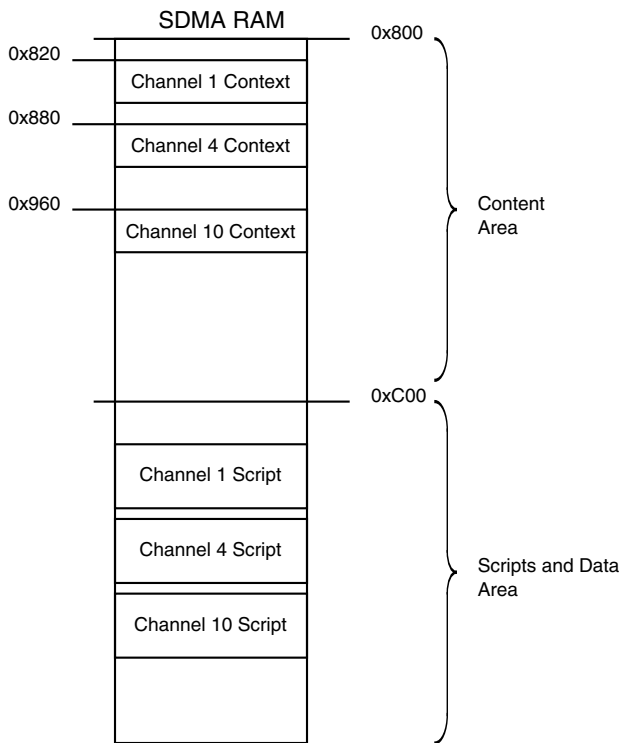 SDMA RAM
0x800
0x820
Channel 1 Context
0x880
Channel 4 Context
0x960
Channel 10 Context
Content
Area
0xC00
Channel 1 Script
Channel 4 Script
Channel 10 Script
Scripts and Data
Area